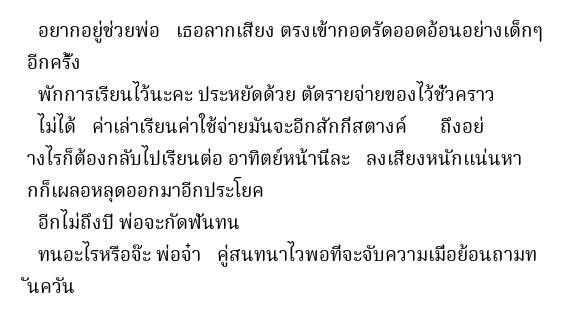 อยากอยู่ช่วยพ่อ เธอลากเสียง ตรงเข้ากอดรัดออดอ้อนอย่างเด็กๆ
อีกครั้ง
พักการเรียนไว้นะคะ ประหยัดด้วย ตัดรายจ่ายของไว้ชั่วคราว
ไม่ได้ ค่าเล่าเรียนค่าใช้จ่ายมันจะอีกสักกี่สตางค์ ถึงอย่
างไรก็ต้องกลับไปเรียนต่อ อาทิตย์หน้านี่ละ ลงเสียงหนักแน่นหา
กก็เผลอหลุดออกมาอีกประโยค
อีกไม่ถึงปี พ่อจะกัดฟันทน
ทนอะไรหรือจ๊ะ พ่อจ๋า คู่สนทนาไวพอที่จะจับความเมื่อย้อนถามท
ันควัน